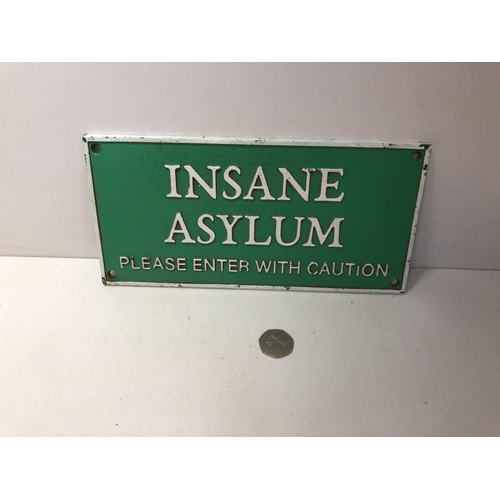 INSANE
ASYLUM
PLEASE ENTER WITH CAUTION